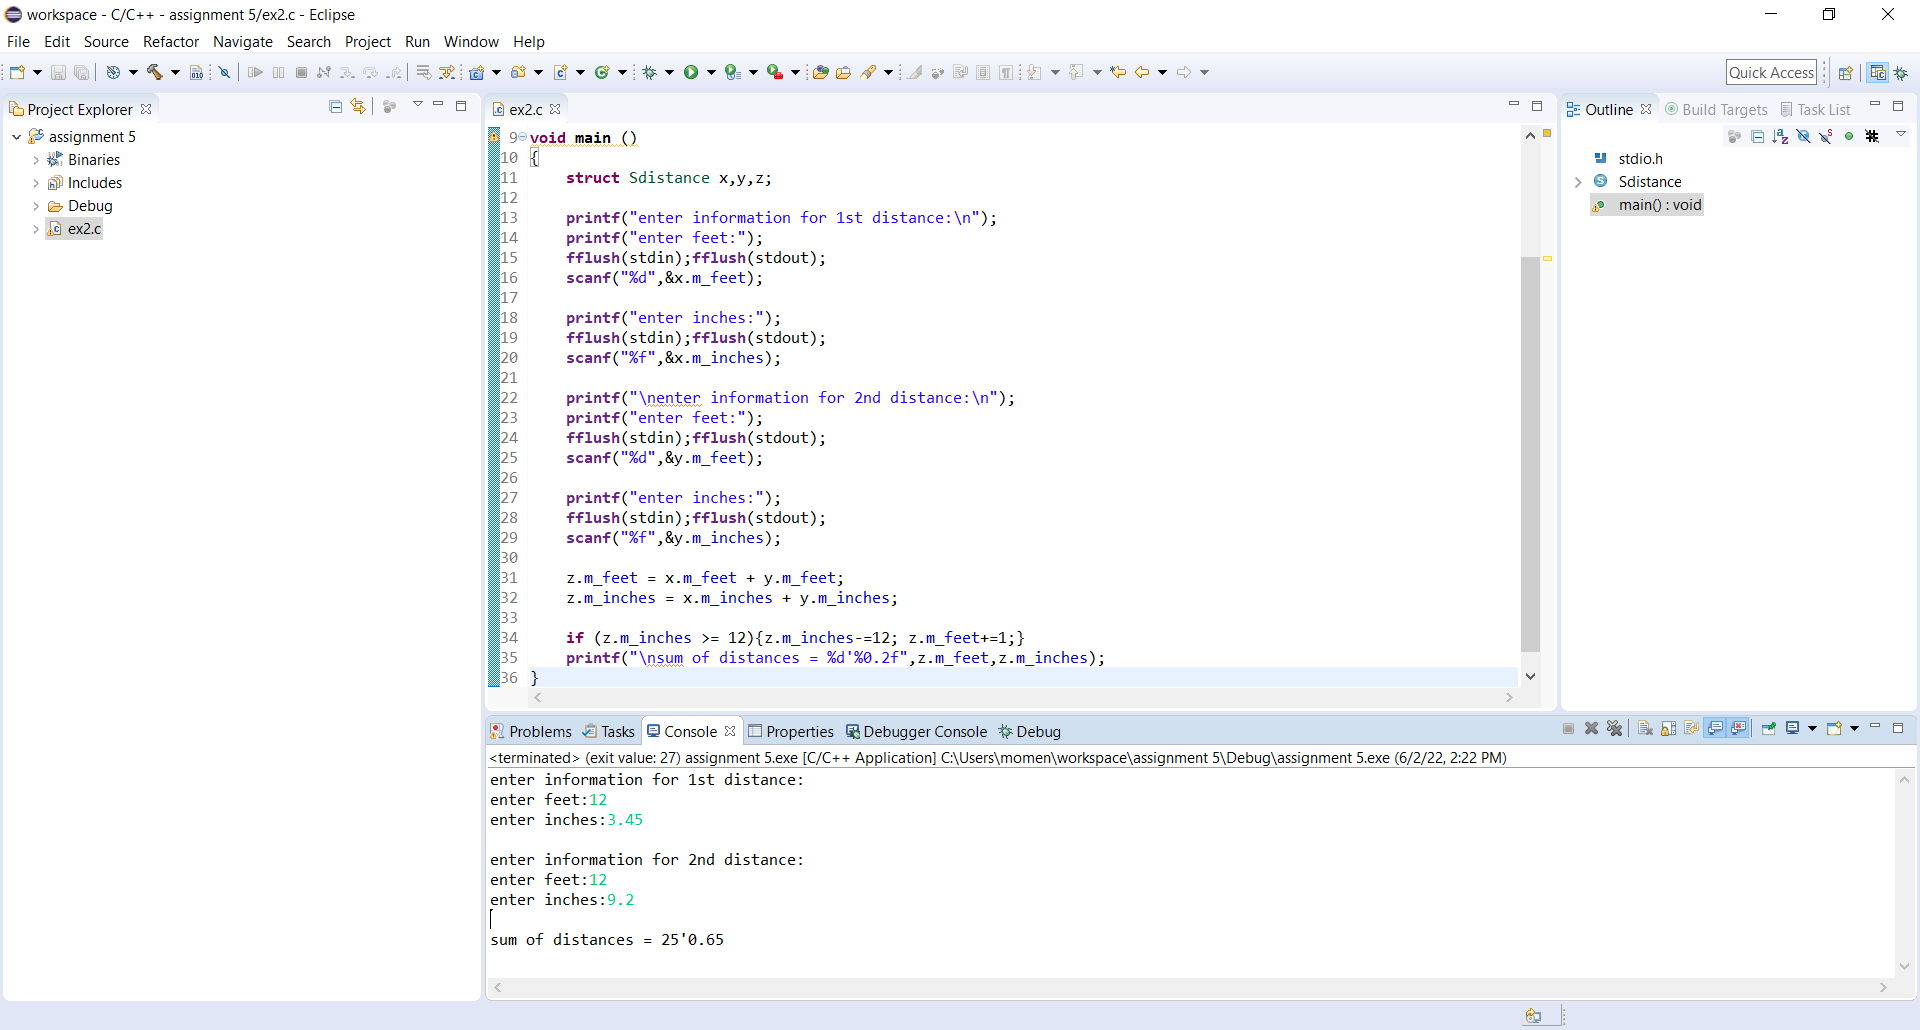 workspace - C/C++ - assignment 5/ex2.c - Eclipse
File Edit Source Refactor Navigate Search Project Run Window Help
Quick Access
Project Explorer
assignment 5
Binaries
Includes
Debug
ex2.c
ex2.c
9 void main ()
10 {
11 struct Sdistance x,y,z;
12
13 printf("enter information for 1st distance:\n");
14 printf("enter feet:");
15 fflush(stdin);fflush(stdout);
16 scanf("%d",&x.m_feet);
17
18 printf("enter inches:");
19 fflush(stdin);fflush(stdout);
20 scanf("%f",&x.m_inches);
21
22 printf("\nenter information for 2nd distance:\n");
23 printf("enter feet:");
24 fflush(stdin);fflush(stdout);
25 scanf("%d",&y.m_feet);
26
27 printf("enter inches:");
28 fflush(stdin);fflush(stdout);
29 scanf("%f",&y.m_inches);
30
31 z.m_feet = x.m_feet + y.m_feet;
32 z.m_inches = x.m_inches + y.m_inches;
33
34 if (z.m_inches >= 12){z.m_inches-=12; z.m_feet+=1;}
35 printf("\nsum of distances = %d'%0.2f",z.m_feet,z.m_inches);
36 }
Outline Build Targets Task List
stdio.h
Sdistance
main() : void
Problems Tasks Console Properties Debugger Console Debug
<terminated> (exit value: 27) assignment 5.exe [C/C++ Application] C:\Users\momen\workspace\assignment 5\Debug\assignment 5.exe (6/2/22, 2:22 PM)
enter information for 1st distance:
enter feet:12
enter inches:3.45
enter information for 2nd distance:
enter feet:12
enter inches:9.2
sum of distances = 25'0.65